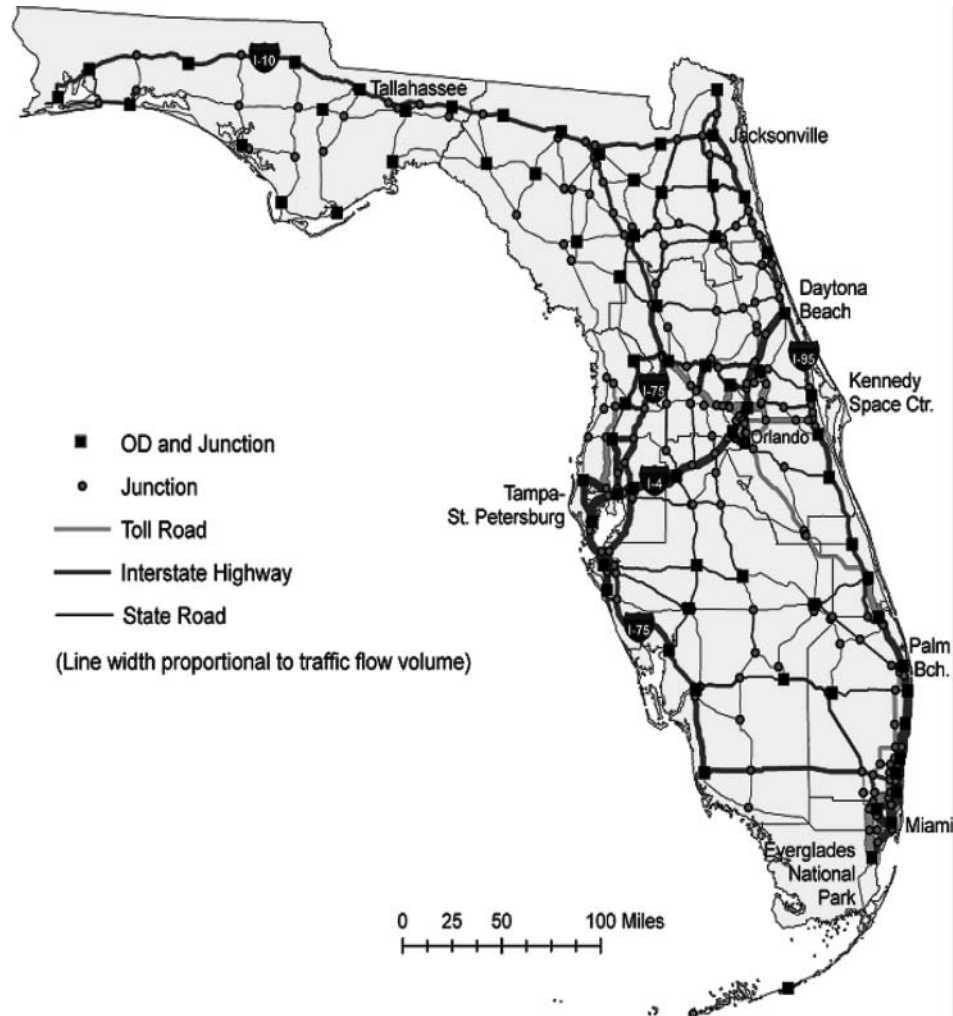 I-10
Tallahassee
Jacksonville
Daytona
Beach
I-95
Kennedy
Space Ctr.
I-75
Orlando
I-4
Tampa-
St. Petersburg
OD and Junction
Junction
Toll Road
Interstate Highway
State Road
(Line width proportional to traffic flow volume)
I-75
Palm
Bch.
Miami
Everglades
National
Park
0 25 50 100 Miles